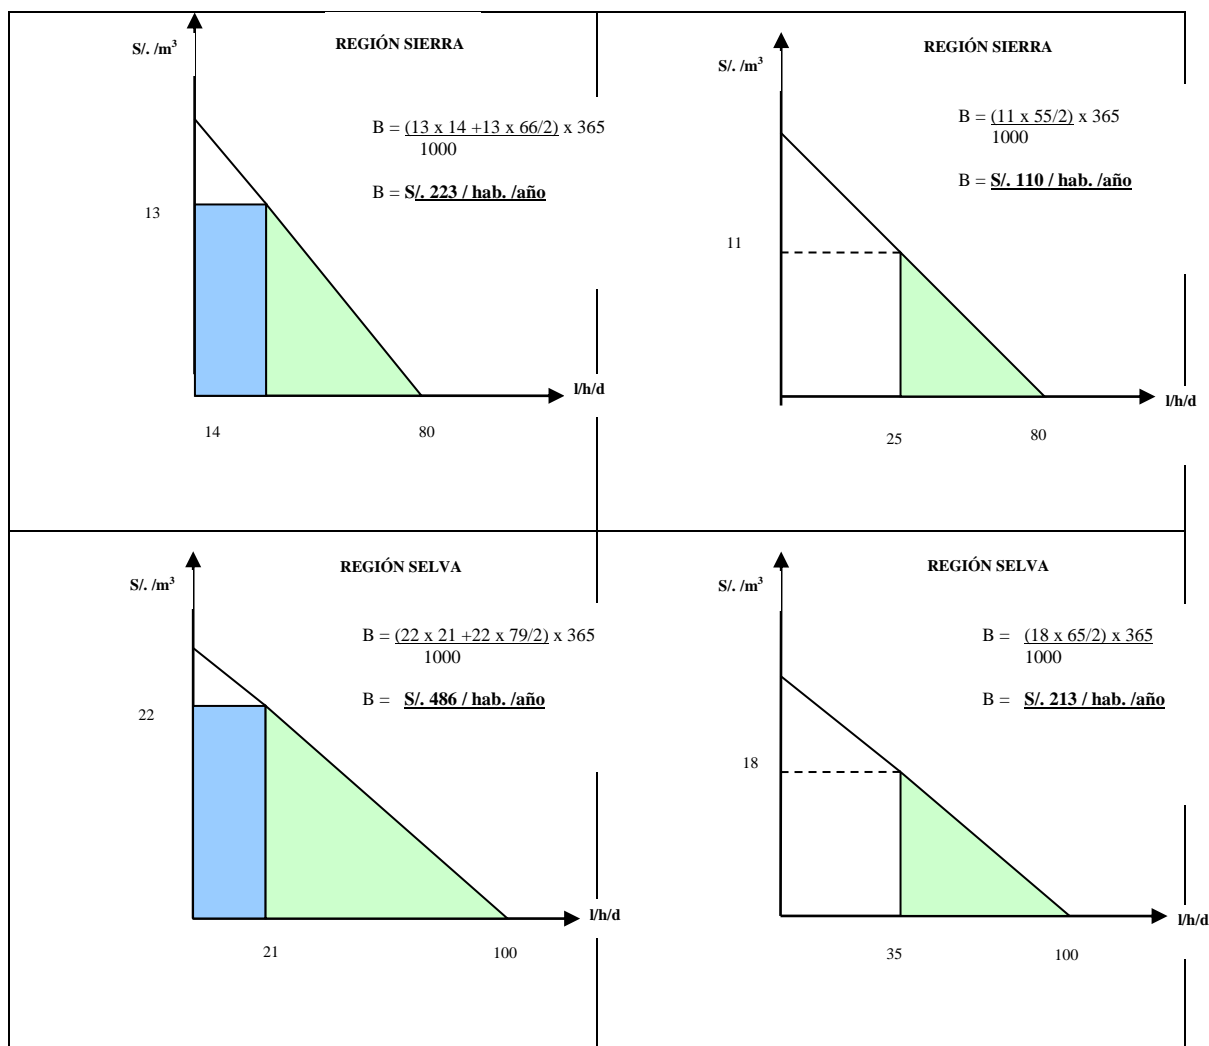 REGIÓN SIERRA
S/. /m³
B = (13 x 14 +13 x 66/2) x 365
1000
B = S/. 223 / hab. /año
13
l/h/d
14
80
REGIÓN SIERRA
S/. /m³
B = (11 x 55/2) x 365
1000
B = S/. 110 / hab. /año
11
l/h/d
25
80
REGIÓN SELVA
S/. /m³
B = (22 x 21 +22 x 79/2) x 365
1000
B = S/. 486 / hab. /año
22
l/h/d
21
100
REGIÓN SELVA
S/. /m³
B = (18 x 65/2) x 365
1000
B = S/. 213 / hab. /año
18
l/h/d
35
100